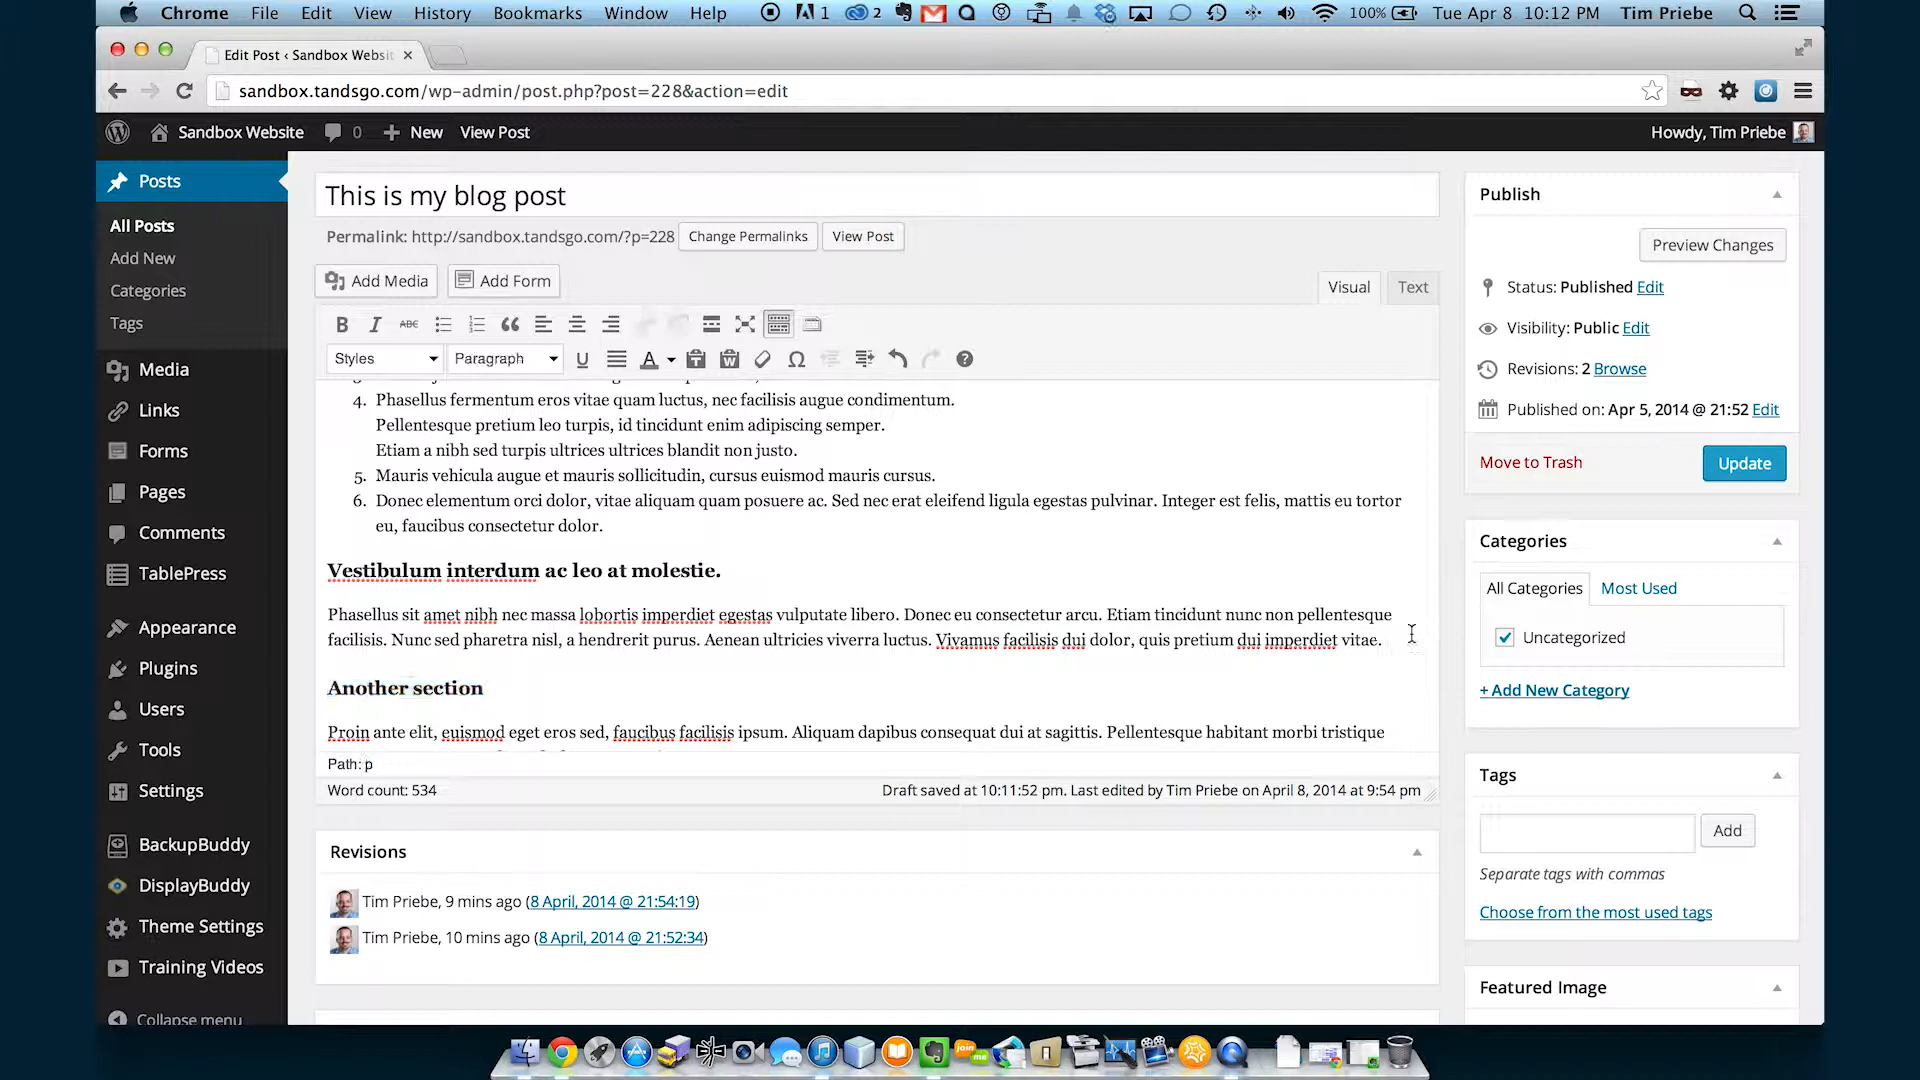 Chrome File Edit View History Bookmarks Window Help 1 2 100% Tue Apr 8 10:12 PM Tim Priebe
Edit Post ‹ Sandbox Websit
sandbox.tandsgo.com/wp-admin/post.php?post=228&action=edit
Sandbox Website 0 New View Post Howdy, Tim Priebe
Posts
All Posts
Add New
Categories
Tags
Media
Links
Forms
Pages
Comments
TablePress
Appearance
Plugins
Users
Tools
Settings
BackupBuddy
DisplayBuddy
Theme Settings
Training Videos
Collapse menu
This is my blog post
Permalink: http://sandbox.tandsgo.com/?p=228 Change Permalinks View Post
Add Media Add Form Visual Text
B I ABC
Styles Paragraph U A
4. Phasellus fermentum eros vitae quam luctus, nec facilisis augue condimentum.
Pellentesque pretium leo turpis, id tincidunt enim adipiscing semper.
Etiam a nibh sed turpis ultrices ultrices blandit non justo.
5. Mauris vehicula augue et mauris sollicitudin, cursus euismod mauris cursus.
6. Donec elementum orci dolor, vitae aliquam quam posuere ac. Sed nec erat eleifend ligula egestas pulvinar. Integer est felis, mattis eu tortor
eu, faucibus consectetur dolor.
Vestibulum interdum ac leo at molestie.
Phasellus sit amet nibh nec massa lobortis imperdiet egestas vulputate libero. Donec eu consectetur arcu. Etiam tincidunt nunc non pellentesque
facilisis. Nunc sed pharetra nisl, a hendrerit purus. Aenean ultricies viverra luctus. Vivamus facilisis dui dolor, quis pretium dui imperdiet vitae.
Another section
Proin ante elit, euismod eget eros sed, faucibus facilisis ipsum. Aliquam dapibus consequat dui at sagittis. Pellentesque habitant morbi tristique
Path: p
Word count: 534 Draft saved at 10:11:52 pm. Last edited by Tim Priebe on April 8, 2014 at 9:54 pm
Revisions
Tim Priebe, 9 mins ago (8 April, 2014 @ 21:54:19)
Tim Priebe, 10 mins ago (8 April, 2014 @ 21:52:34)
Publish
Preview Changes
Status: Published Edit
Visibility: Public Edit
Revisions: 2 Browse
Published on: Apr 5, 2014 @ 21:52 Edit
Move to Trash Update
Categories
All Categories Most Used
Uncategorized
+ Add New Category
Tags
Add
Separate tags with commas
Choose from the most used tags
Featured Image
join me